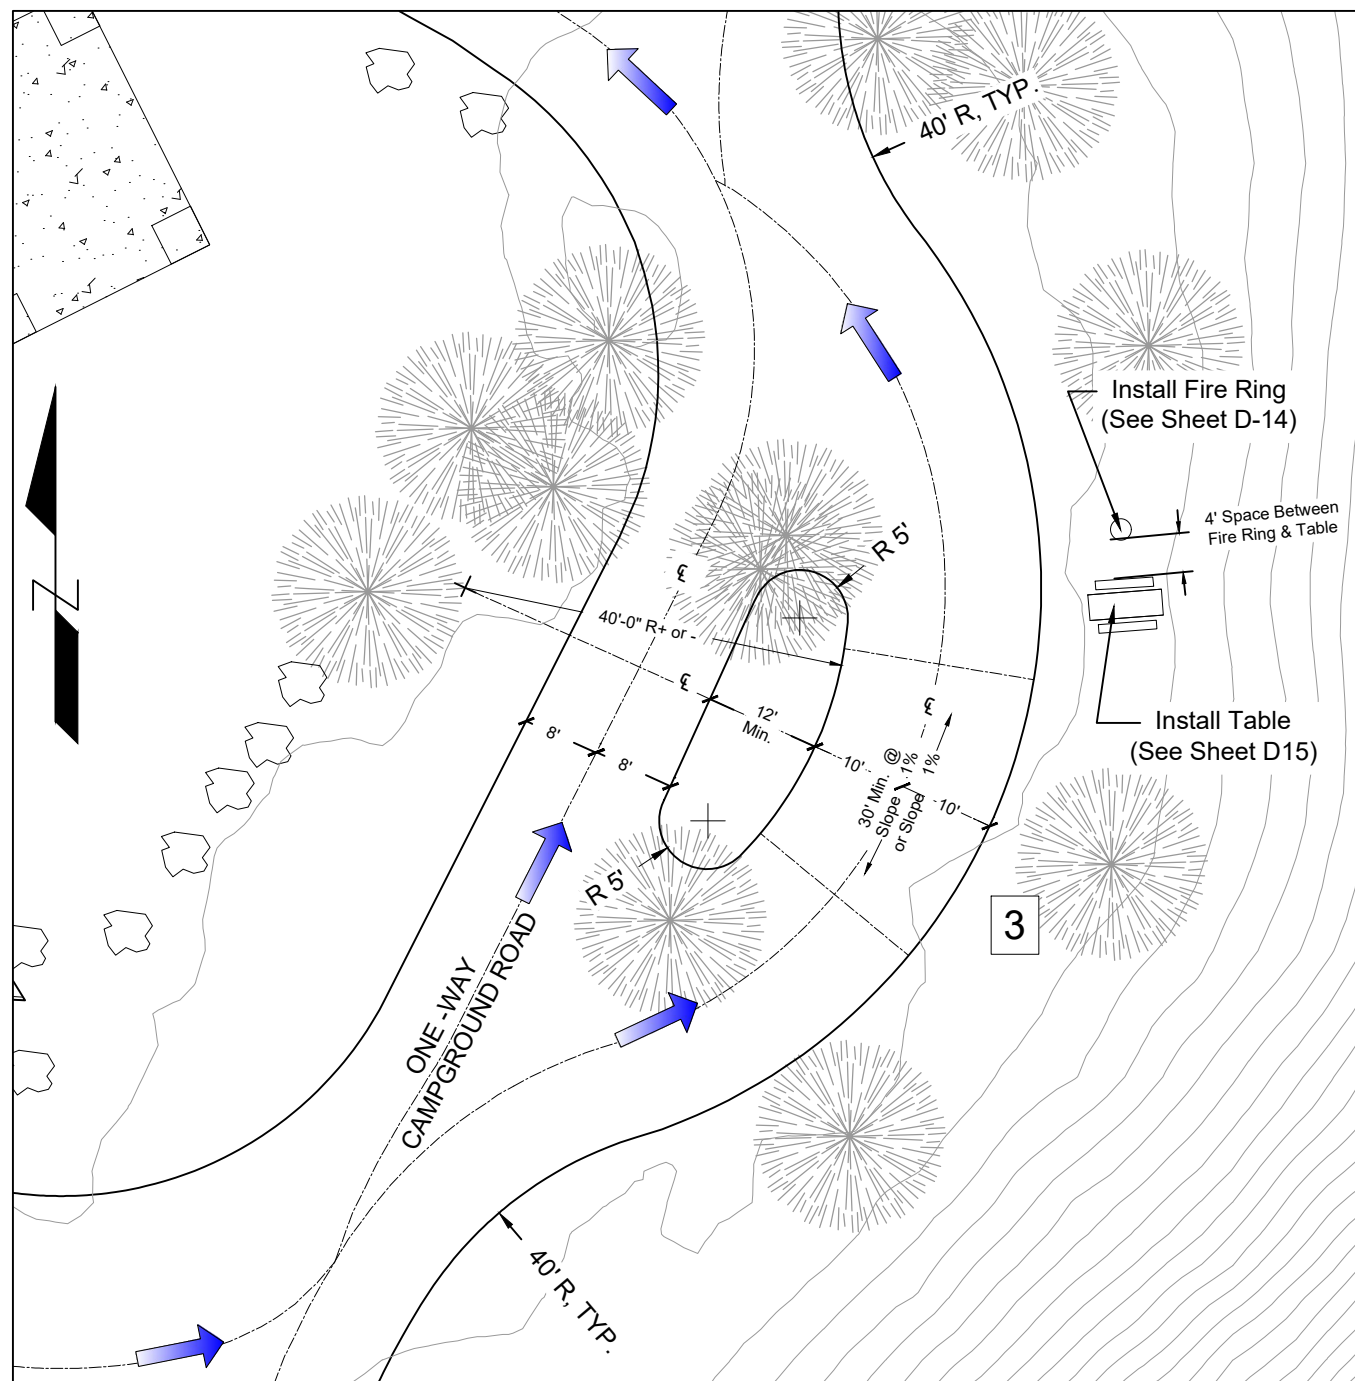 40' R, TYP.
Install Fire Ring
(See Sheet D-14)
4' Space Between
Fire Ring & Table
R 5'
℄
40'-0" R+ or -
℄
12'
Min.
℄
Install Table
(See Sheet D15)
8'
8'
10'
10'
30' Min. @
Slope 1%
or Slope 1%
R 5'
3
ONE -WAY
CAMPGROUND ROAD
40' R, TYP.
N